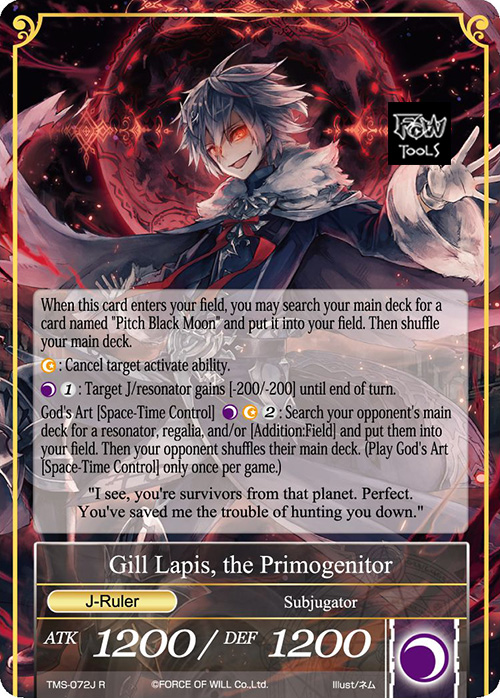 FOW
TOOLS
When this card enters your field, you may search your main deck for a
card named "Pitch Black Moon" and put it into your field. Then shuffle
your main deck.
: Cancel target activate ability.
1 : Target J/resonator gains [-200/-200] until end of turn.
God's Art [Space-Time Control] 2 : Search your opponent's main
deck for a resonator, regalia, and/or [Addition:Field] and put them into
your field. Then your opponent shuffles their main deck. (Play God's Art
[Space-Time Control] only once per game.)
"I see, you're survivors from that planet. Perfect.
You've saved me the trouble of hunting you down."
Gill Lapis, the Primogenitor
J-Ruler Subjugator
ATK 1200 / DEF 1200
TMS-072J R ©FORCE OF WILL Co.,Ltd. Illust/ネム